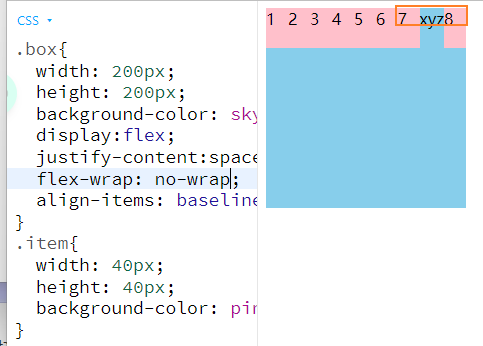 CSS
.box{
width: 200px;
height: 200px;
background-color: sky
display:flex;
justify-content:space
flex-wrap: no-wrap;
align-items: baseline
}
.item{
width: 40px;
height: 40px;
background-color: pin
}
1 2 3 4 5 6 7 xyz8